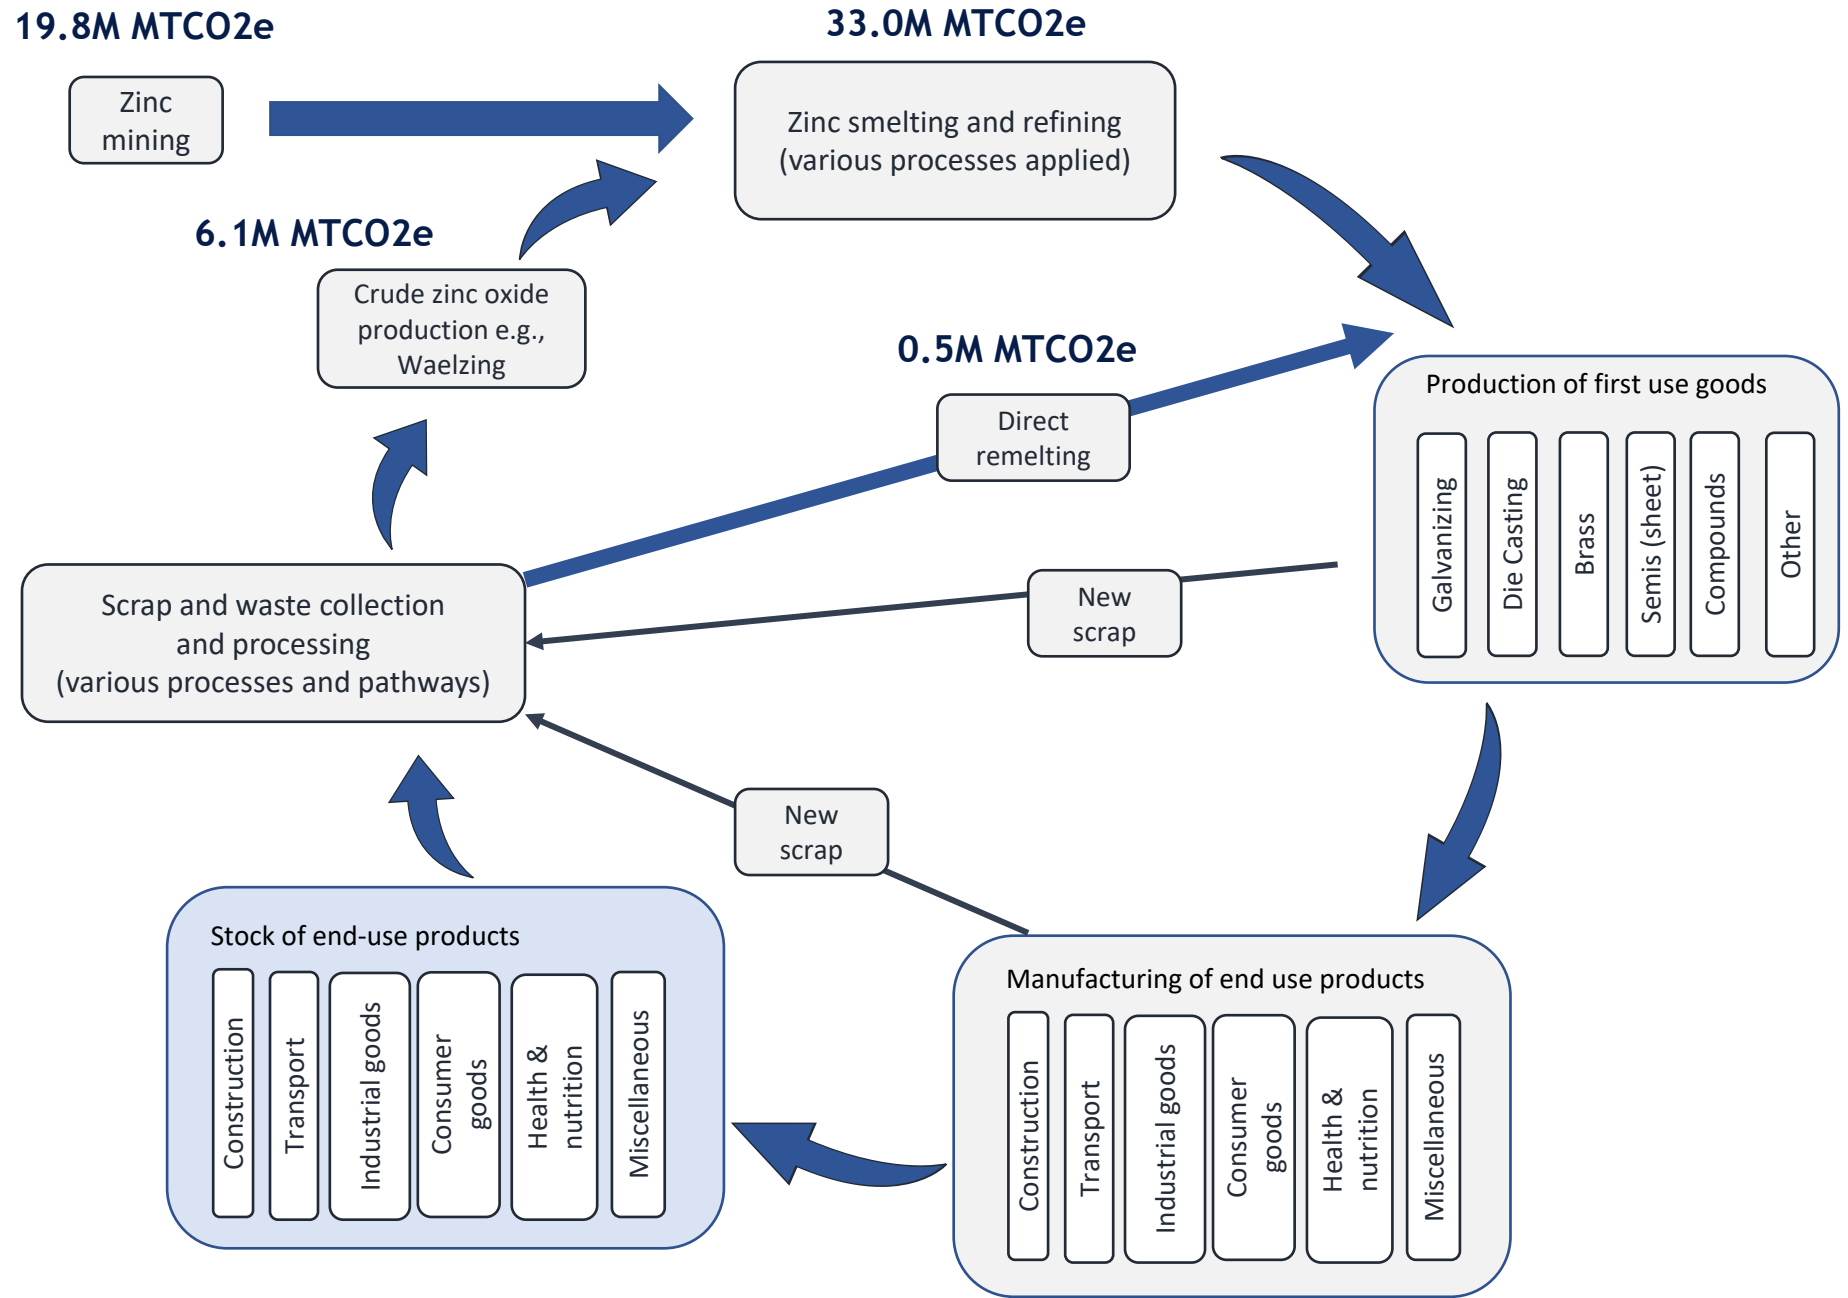 19.8M MTCO2e
33.0M MTCO2e
Zinc
mining
Zinc smelting and refining
(various processes applied)
6.1M MTCO2e
Crude zinc oxide
production e.g.,
Waelzing
0.5M MTCO2e
Direct
remelting
Production of first use goods
Galvanizing
Die Casting
Brass
Semis (sheet)
Compounds
Other
Scrap and waste collection
and processing
(various processes and pathways)
New
scrap
New
scrap
Stock of end-use products
Construction
Transport
Industrial goods
Consumer
goods
Health &
nutrition
Miscellaneous
Manufacturing of end use products
Construction
Transport
Industrial goods
Consumer
goods
Health &
nutrition
Miscellaneous